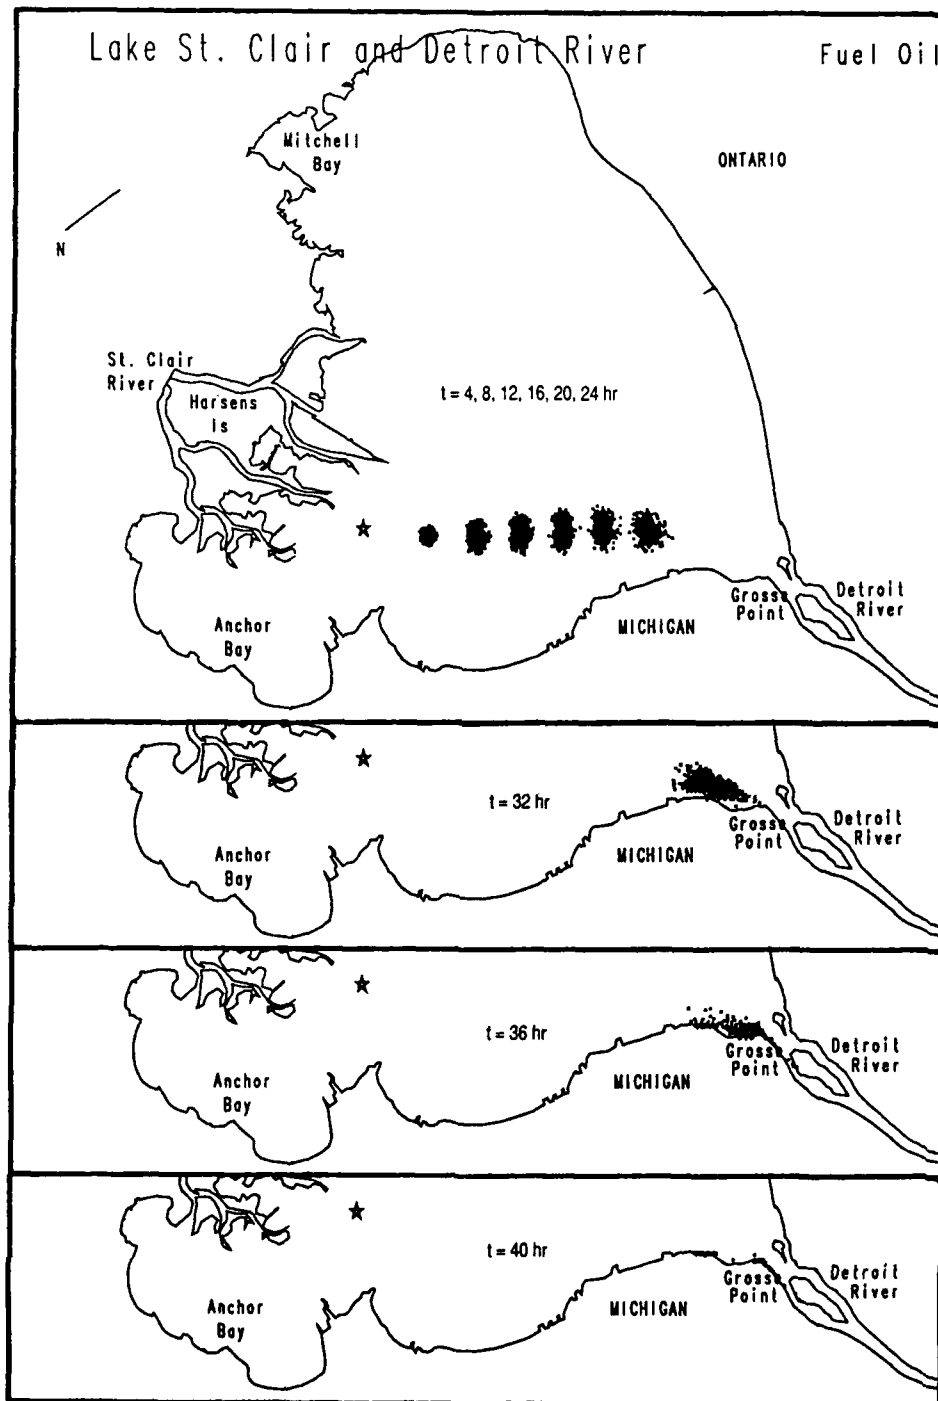 Lake St. Clair and Detroit River
Fuel Oil
Mitchell
Bay
ONTARIO
N
St. Clair
River
Harsens
Is
t = 4, 8, 12, 16, 20, 24 hr
Anchor
Bay
MICHIGAN
Grosse
Point
Detroit
River
t = 32 hr
Anchor
Bay
MICHIGAN
Grosse
Point
Detroit
River
t = 36 hr
Anchor
Bay
MICHIGAN
Grosse
Point
Detroit
River
t = 40 hr
Anchor
Bay
MICHIGAN
Grosse
Point
Detroit
River